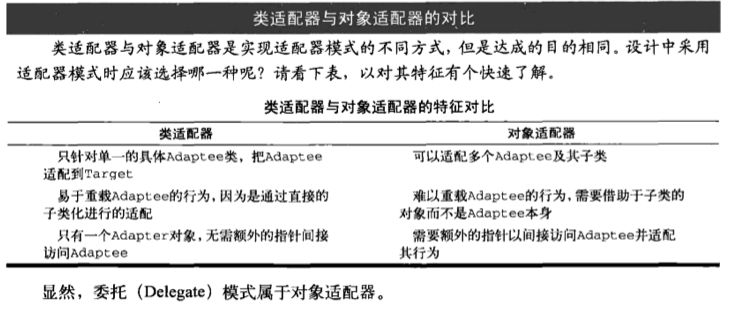 类适配器与对象适配器的对比
类适配器与对象适配器是实现适配器模式的不同方式，但是达成的目的相同。设计中采用
适配器模式时应该选择哪一种呢？请看下表，以对其特征有个快速了解。
类适配器与对象适配器的特征对比
类适配器 对象适配器
只针对单一的具体Adaptee类，把Adaptee 可以适配多个Adaptee及其子类
适配到Target
易于重载Adaptee的行为，因为是通过直接的 难以重载Adaptee的行为，需要借助于子类的
子类化进行的适配 对象而不是Adaptee本身
只有一个Adapter对象，无需额外的指针间接 需要额外的指针以间接访问Adaptee并适配
访问Adaptee 其行为
显然，委托（Delegate）模式属于对象适配器。